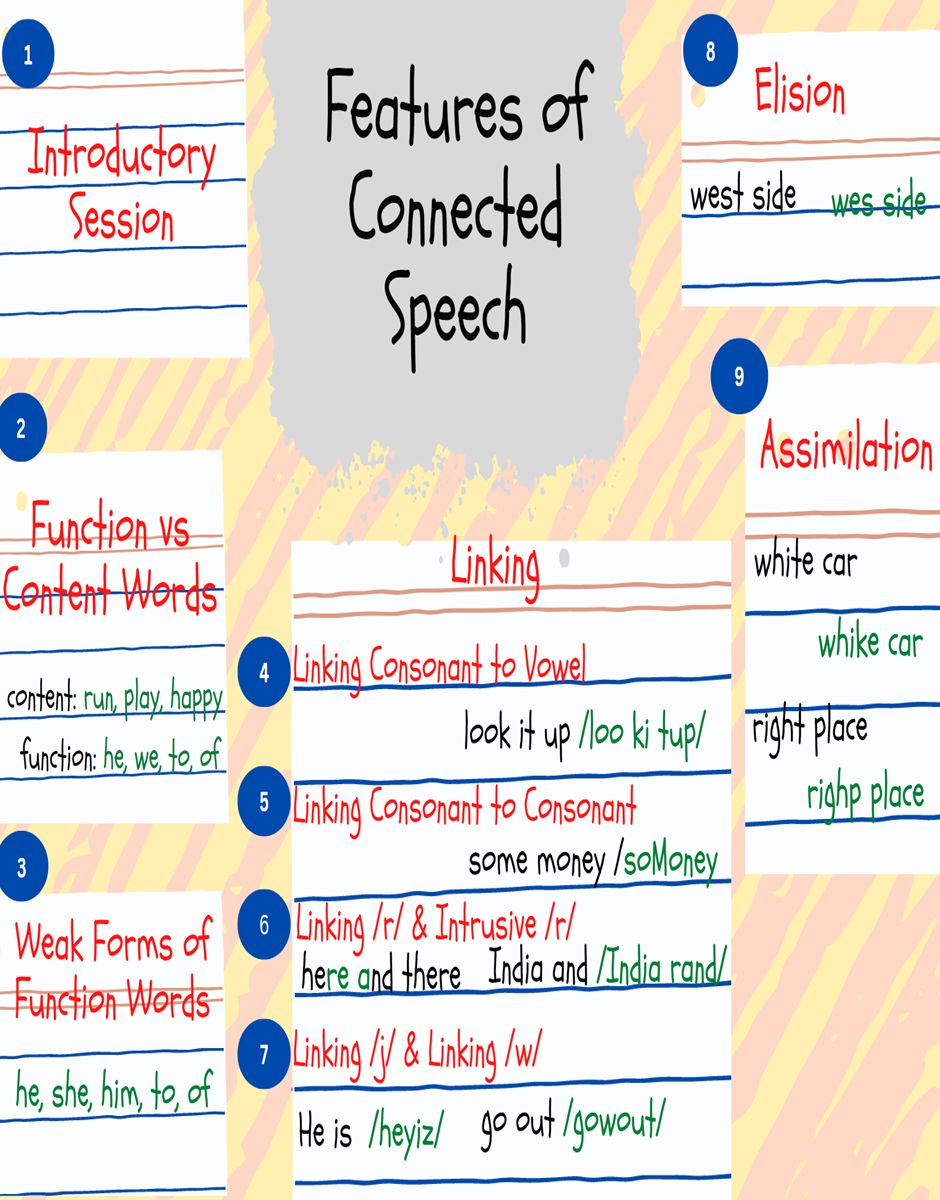 Features of
Connected
Speech
1
Introductory
Session
2
Function vs
Content Words
content: run, play, happy
function: he, we, to, of
3
Weak Forms of
Function Words
he, she, him, to, of
Linking
4
Linking Consonant to Vowel
look it up /loo ki tup/
5
Linking Consonant to Consonant
some money /soMoney
6
Linking /r/ & Intrusive /r/
here and there India and /India rand/
7
Linking /j/ & Linking /w/
He is /heyiz/ go out /gowout/
8
Elision
west side wes side
9
Assimilation
white car
whike car
right place
righp place